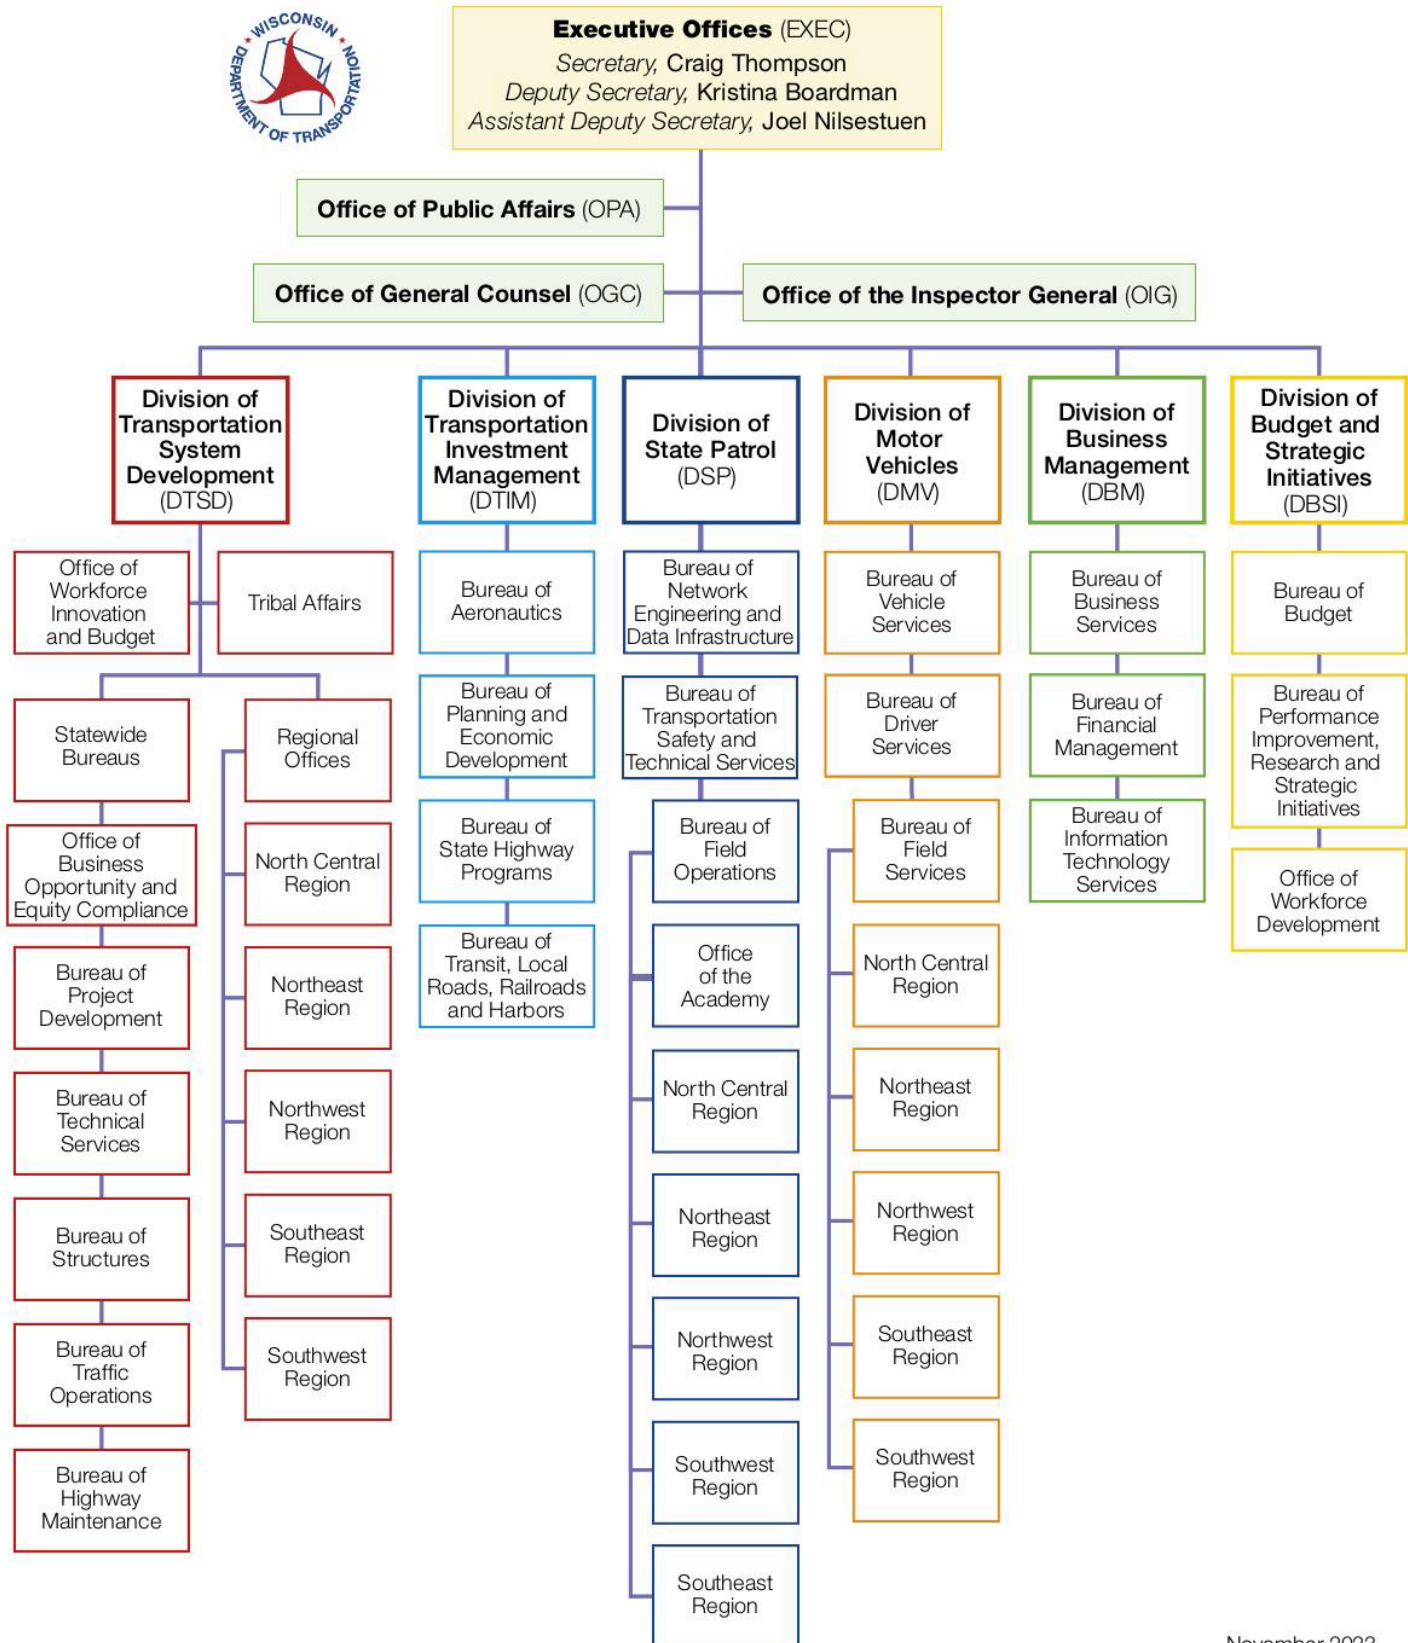 WISCONSIN
DEPARTMENT OF TRANSPORTATION
Executive Offices (EXEC)
Secretary, Craig Thompson
Deputy Secretary, Kristina Boardman
Assistant Deputy Secretary, Joel Nilsestuen
Office of Public Affairs (OPA)
Office of General Counsel (OGC)
Office of the Inspector General (OIG)
Division of
Transportation
System
Development
(DTSD)
Division of
Transportation
Investment
Management
(DTIM)
Division of
State Patrol
(DSP)
Division of
Motor
Vehicles
(DMV)
Division of
Business
Management
(DBM)
Division of
Budget and
Strategic
Initiatives
(DBSI)
Office of
Workforce
Innovation
and Budget
Tribal Affairs
Statewide
Bureaus
Office of
Business
Opportunity and
Equity Compliance
Bureau of
Project
Development
Bureau of
Technical
Services
Bureau of
Structures
Bureau of
Traffic
Operations
Bureau of
Highway
Maintenance
Regional
Offices
North Central
Region
Northeast
Region
Northwest
Region
Southeast
Region
Southwest
Region
Bureau of
Aeronautics
Bureau of
Planning and
Economic
Development
Bureau of
State Highway
Programs
Bureau of
Transit, Local
Roads, Railroads
and Harbors
Bureau of
Network
Engineering and
Data Infrastructure
Bureau of
Transportation
Safety and
Technical Services
Bureau of
Field
Operations
Office
of the
Academy
North Central
Region
Northeast
Region
Northwest
Region
Southwest
Region
Southeast
Region
Bureau of
Vehicle
Services
Bureau of
Driver
Services
Bureau of
Field
Services
North Central
Region
Northeast
Region
Northwest
Region
Southeast
Region
Southwest
Region
Bureau of
Business
Services
Bureau of
Financial
Management
Bureau of
Information
Technology
Services
Bureau of
Budget
Bureau of
Performance
Improvement,
Research and
Strategic
Initiatives
Office of
Workforce
Development
November 2023